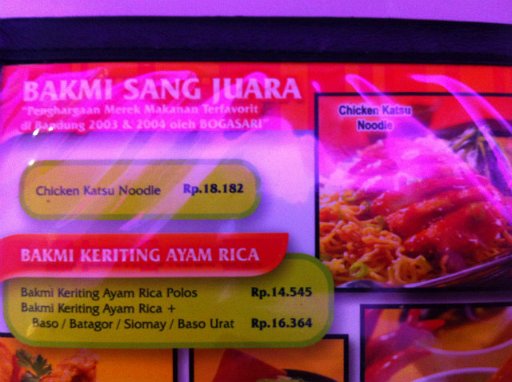 BAKMI SANG JUARA
"Penghargaan Merek Makanan Terfavorit
di Bandung 2003 & 2004 oleh BOGASARI"
Chicken Katsu
Noodle
Chicken Katsu Noodle Rp.18.182
BAKMI KERITING AYAM RICA
Bakmi Keriting Ayam Rica Polos Rp.14.545
Bakmi Keriting Ayam Rica +
Baso / Batagor / Siomay / Baso Urat Rp.16.364